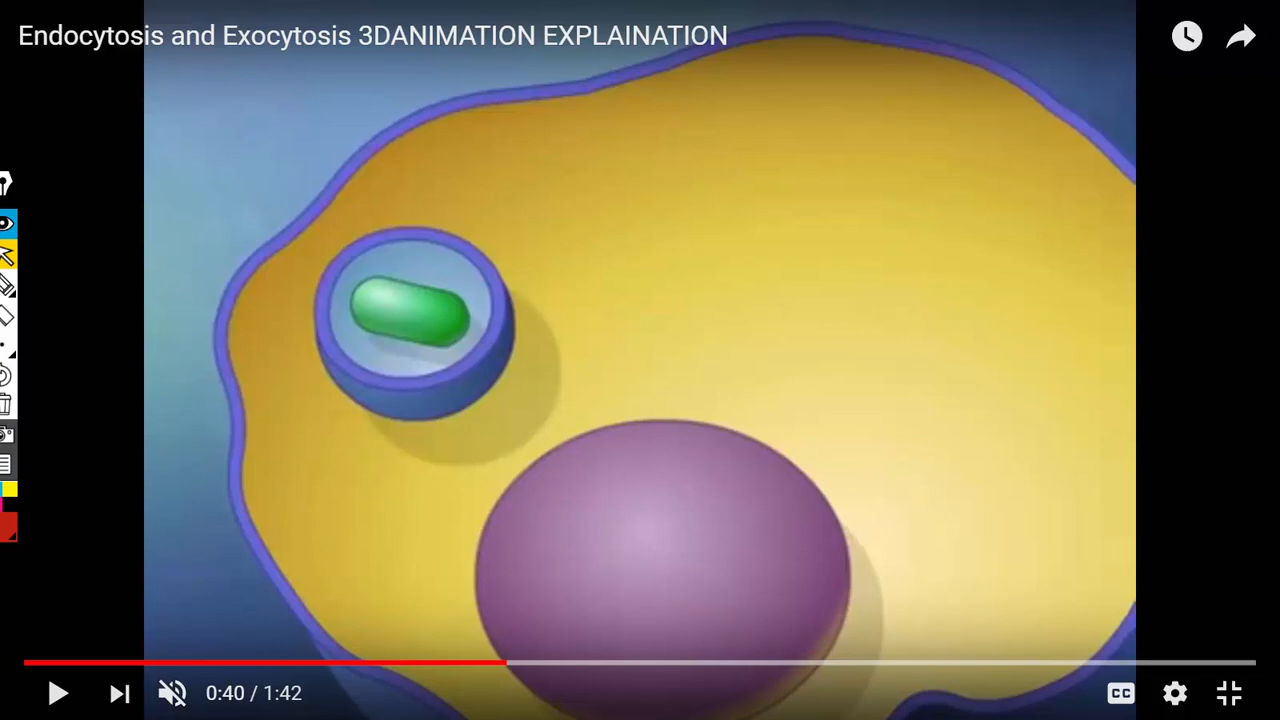 Endocytosis and Exocytosis 3DANIMATION EXPLAINATION
0:40 / 1:42
CC